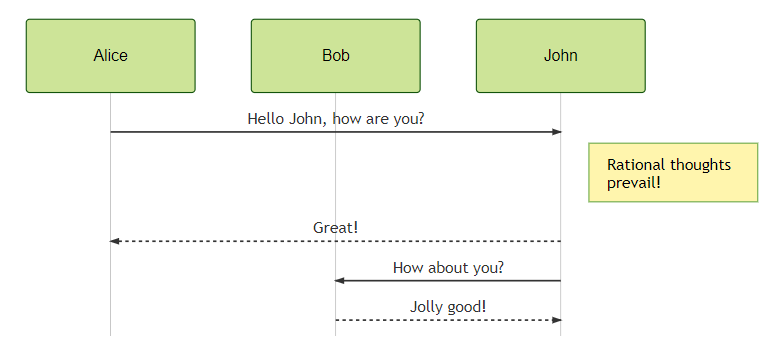 Alice
Bob
John
Hello John, how are you?
Rational thoughts
prevail!
Great!
How about you?
Jolly good!